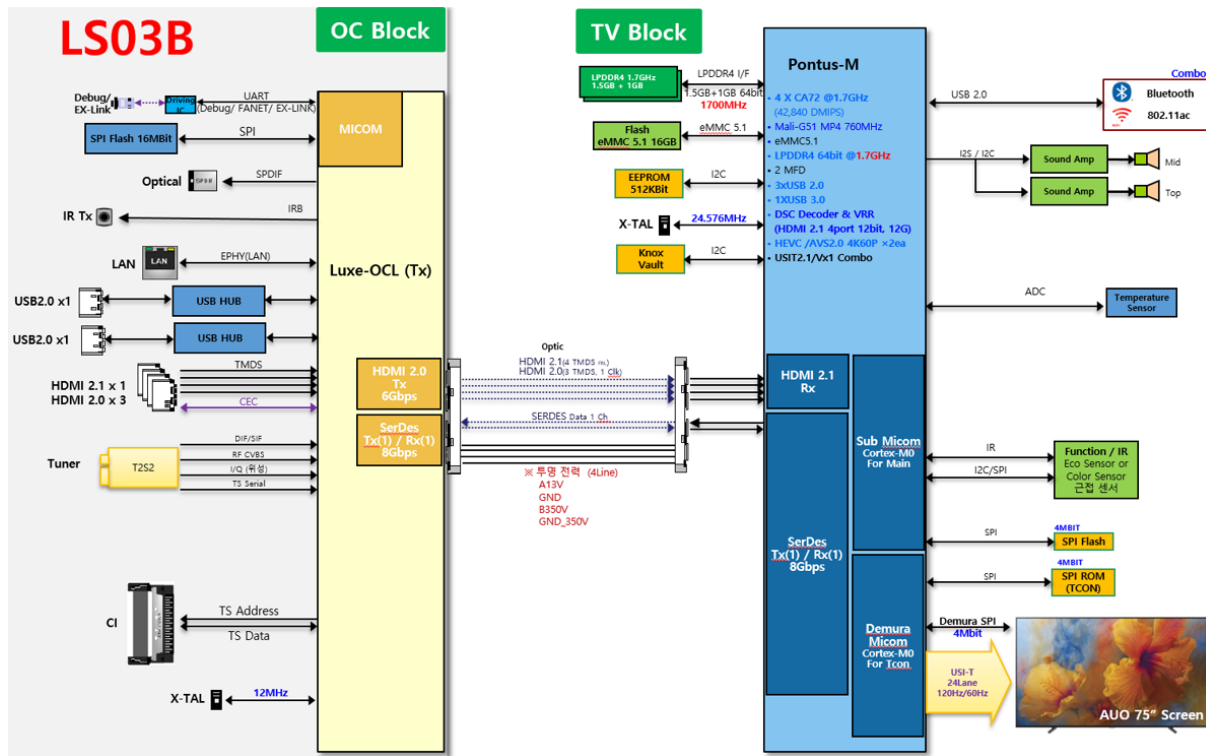 LS03B
OC Block
TV Block
Debug/
EX-Link
Driving
IC
UART
(Debug/ FANET/ EX-LINK)
MICOM
SPI Flash 16MBit
SPI
Optical
SPDIF
IR Tx
IRB
LAN
LAN
EPHY(LAN)
Luxe-OCL (Tx)
USB2.0 x1
USB HUB
USB2.0 x1
USB HUB
TMDS
HDMI 2.1 x 1
HDMI 2.0 x 3
CEC
HDMI 2.0
Tx
6Gbps
SerDes
Tx(1) / Rx(1)
8Gbps
Tuner
T2S2
DIF/SIF
RF CVBS
I/Q (위성)
TS Serial
CI
TS Address
TS Data
X-TAL
12MHz
Optic
HDMI 2.1(4 TMDS
HDMI 2.0(3 TMDS, 1 Clk)
SERDES Data 1 Ch
※ 투명 전력 (4Line)
A13V
GND
B350V
GND_350V
LPDDR4 1.7GHz
1.5GB + 1GB
LPDDR4 I/F
1.5GB+1GB 64bit
1700MHz
Flash
eMMC 5.1 16GB
eMMC 5.1
EEPROM
512KBit
I2C
X-TAL
24.576MHz
Knox
Vault
I2C
Pontus-M
• 4 X CA72 @1.7GHz
(42,840 DMIPS)
• Mali-G51 MP4 760MHz
• eMMC5.1
• LPDDR4 64bit @1.7GHz
• 2 MFD
• 3xUSB 2.0
• 1XUSB 3.0
• DSC Decoder & VRR
(HDMI 2.1 4port 12bit, 12G)
• HEVC /AVS2.0 4K60P ×2ea
• USIT2.1/Vx1 Combo
HDMI 2.1
Rx
SerDes
Tx(1) / Rx(1)
8Gbps
Sub Micom
Cortex-M0
For Main
Demura
Micom
Cortex-M0
For Tcon
Combo
USB 2.0
Bluetooth
802.11ac
I2S / I2C
Sound Amp
Mid
Sound Amp
Top
ADC
Temperature
Sensor
IR
I2C/SPI
Function / IR
Eco Sensor or
Color Sensor
근접 센서
SPI
4MBIT
SPI Flash
SPI
4MBIT
SPI ROM
(TCON)
Demura SPI
4Mbit
USI-T
24Lane
120Hz/60Hz
AUO 75” Screen